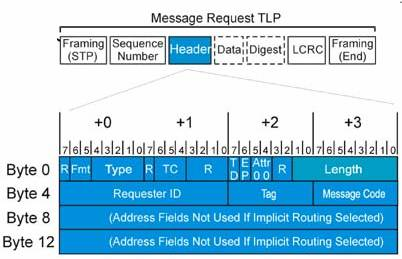 Message Request TLP
Framing (STP) Sequence Number Header Data Digest LCRC Framing (End)
+0 +1 +2 +3
7 6 5 4 3 2 1 0 7 6 5 4 3 2 1 0 7 6 5 4 3 2 1 0 7 6 5 4 3 2 1 0
Byte 0 R Fmt Type R TC R TD EP Attr 0 0 R Length
Byte 4 Requester ID Tag Message Code
Byte 8 (Address Fields Not Used If Implicit Routing Selected)
Byte 12 (Address Fields Not Used If Implicit Routing Selected)